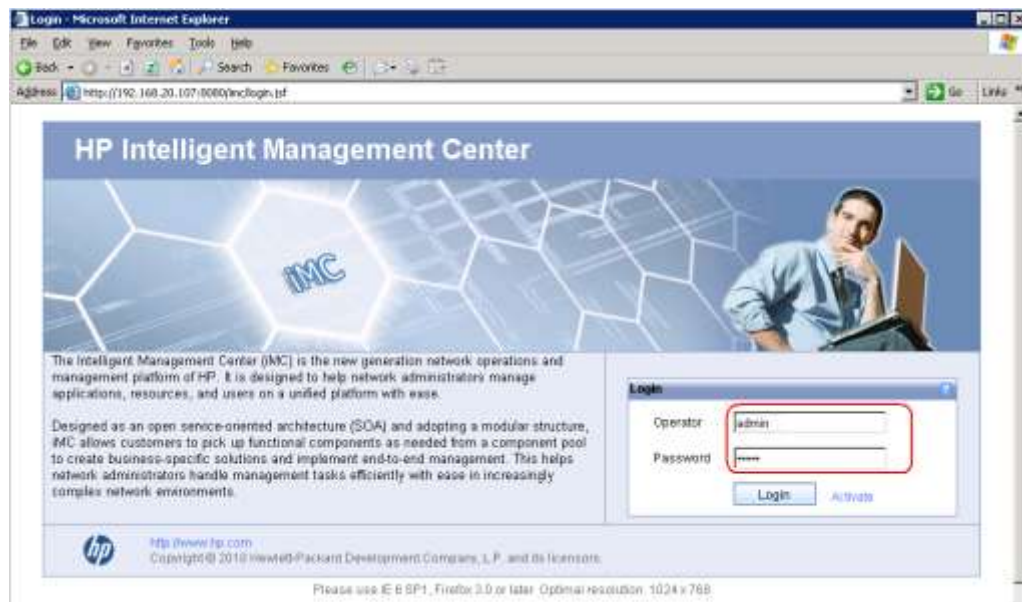 Login - Microsoft Internet Explorer
File Edit View Favorites Tools Help
Back Search Favorites
Address http://192.168.20.107:8080/imc/login.jsf Go Links
HP Intelligent Management Center
iMC
The Intelligent Management Center (iMC) is the new generation network operations and
management platform of HP. It is designed to help network administrators manage
applications, resources, and users on a unified platform with ease.
Designed as an open service-oriented architecture (SOA) and adopting a modular structure,
iMC allows customers to pick up functional components as needed from a component pool
to create business-specific solutions and implement end-to-end management. This helps
network administrators handle management tasks efficiently with ease in increasingly
complex network environments.
Login
Operator admin
Password •••••
Login Activate
hp
http://www.hp.com
Copyright© 2010 Hewlett-Packard Development Company, L.P. and its licensors.
Please use IE 6 SP1, Firefox 3.0 or later. Optimal resolution: 1024 x 768